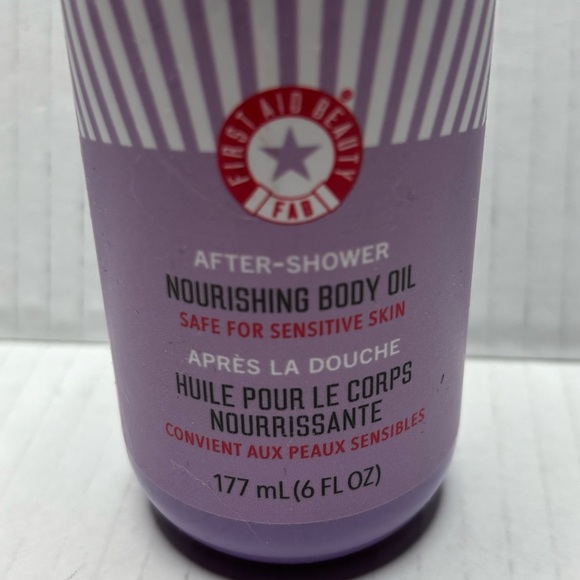 FIRST AID BEAUTY
FAB
AFTER-SHOWER
NOURISHING BODY OIL
SAFE FOR SENSITIVE SKIN
APRÈS LA DOUCHE
HUILE POUR LE CORPS
NOURRISSANTE
CONVIENT AUX PEAUX SENSIBLES
177 mL (6 FL OZ)